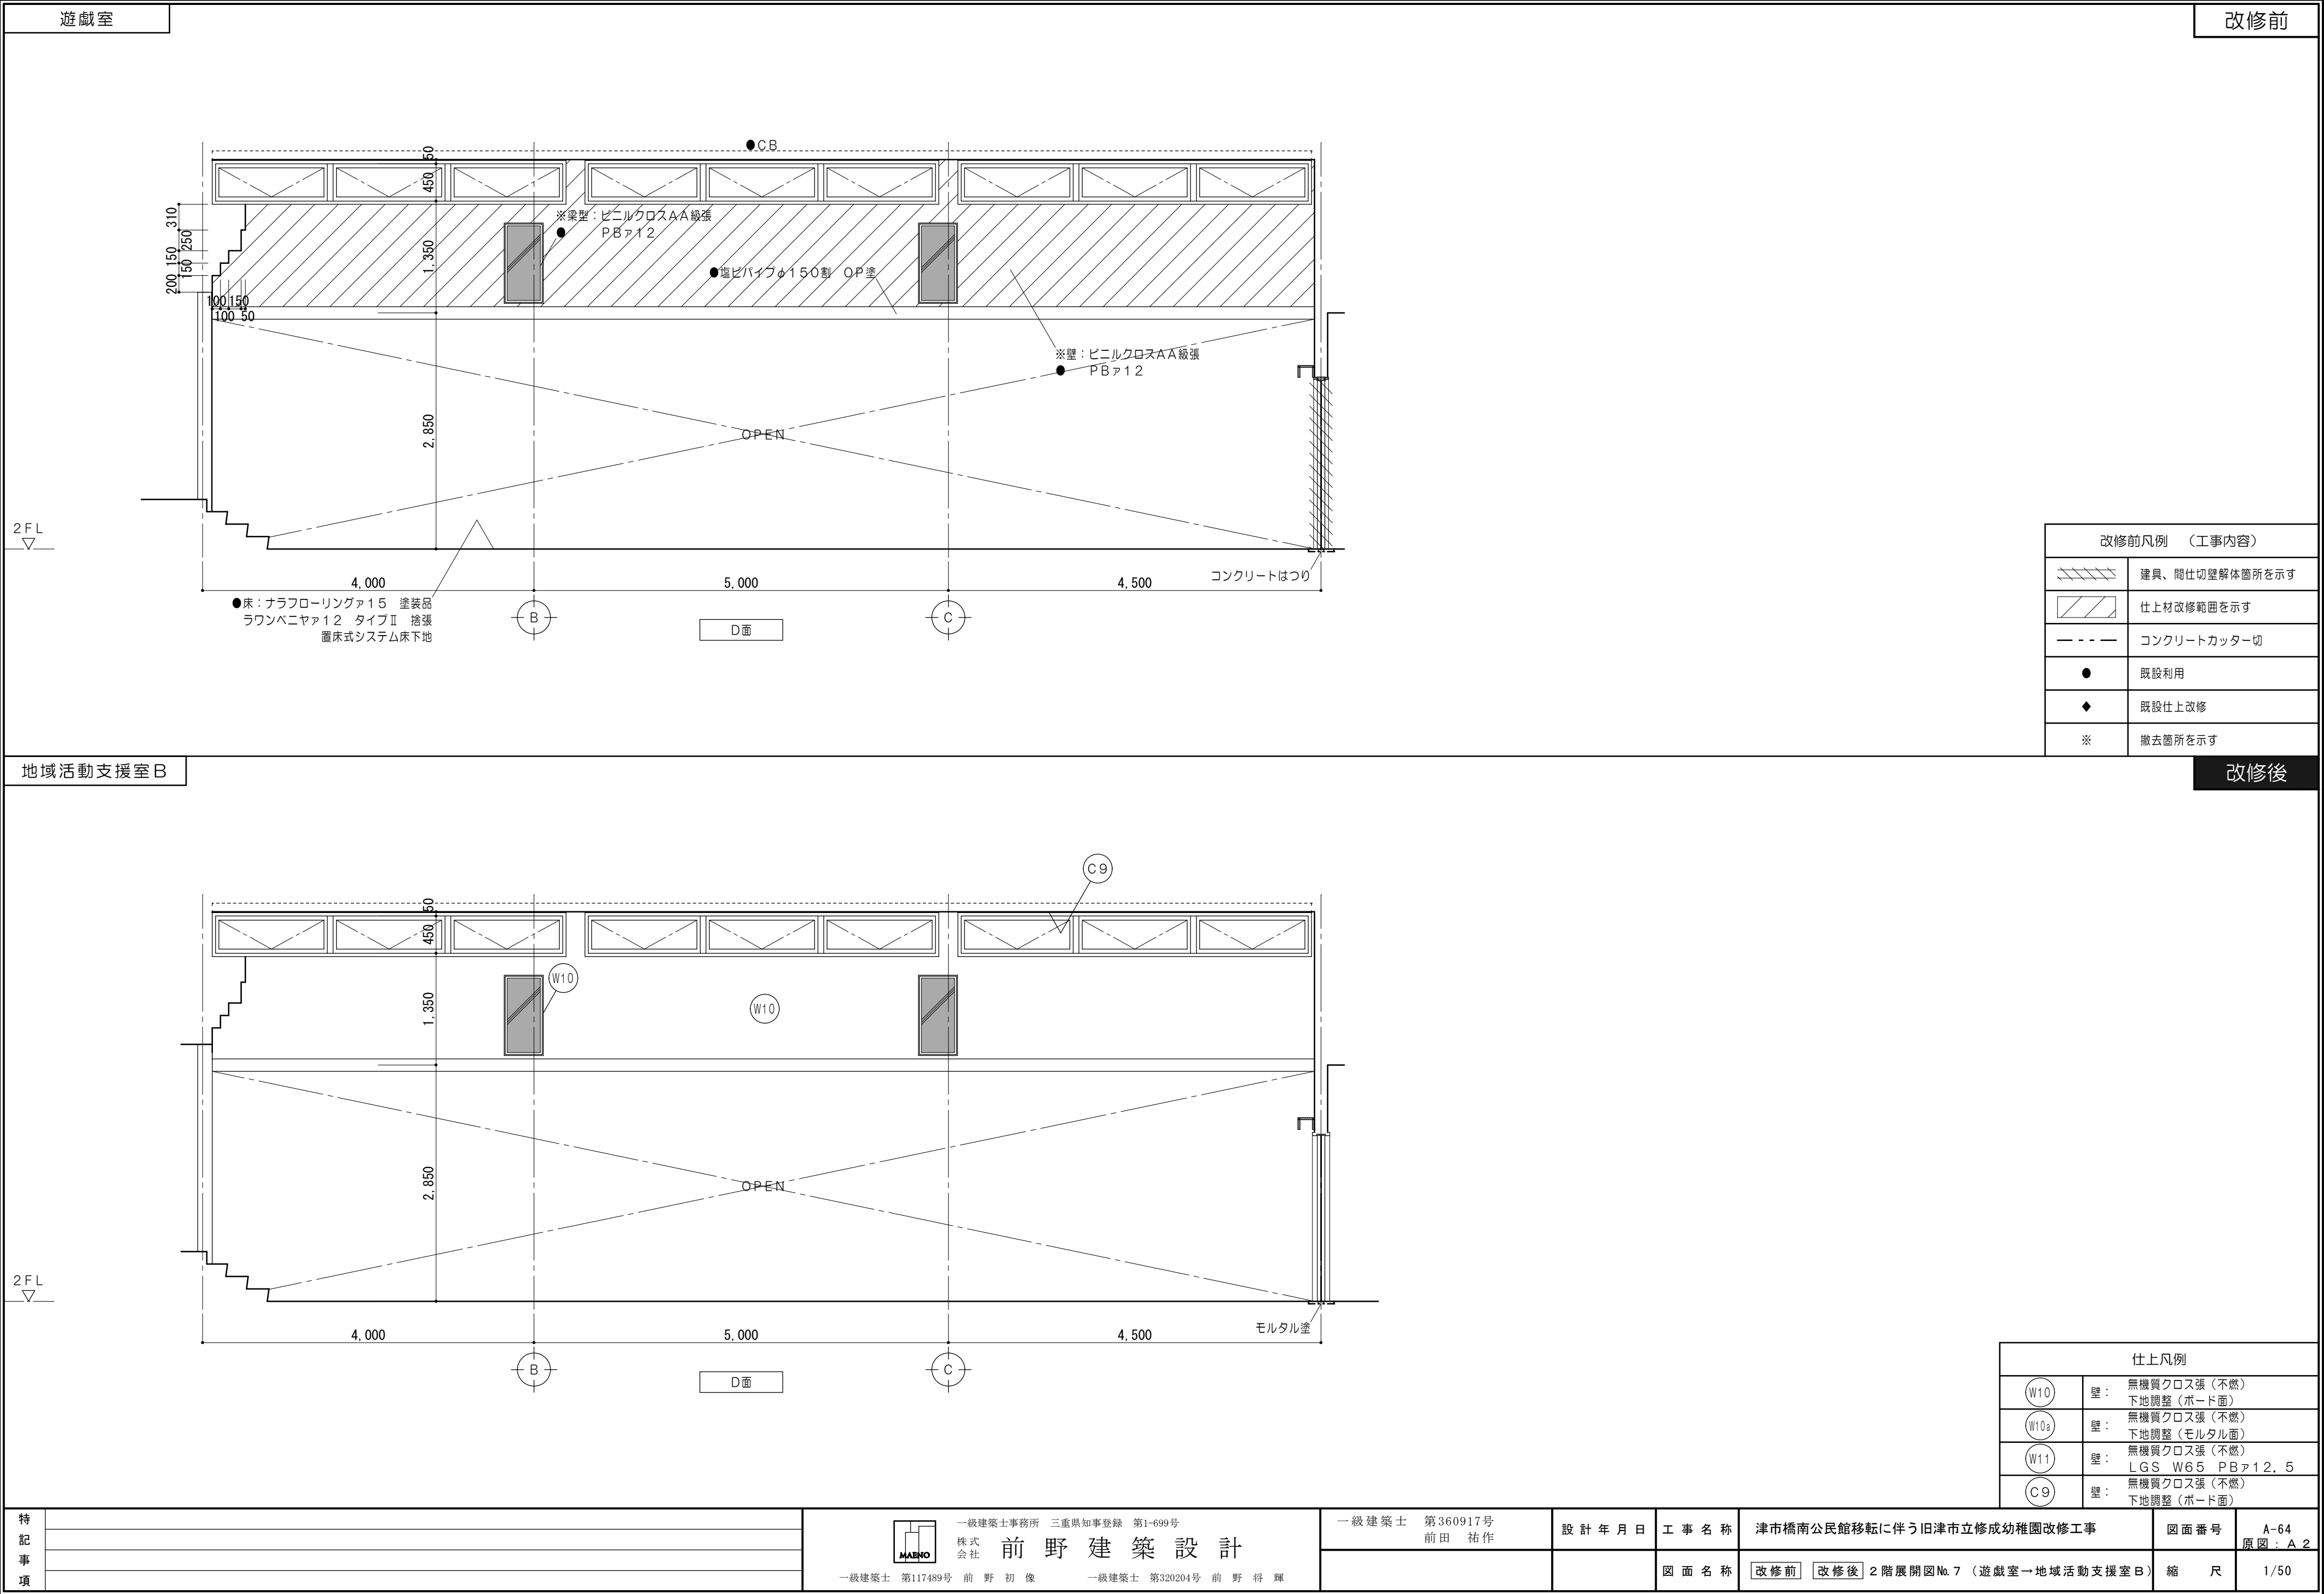 遊戯室
改修前
●CB
50
450
310
250
150
150
200
1,350
100 150
100 50
※梁型：ビニルクロスAA級張
● PBァ12
●塩ビパイプφ150割 OP塗
※壁：ビニルクロスAA級張
● PBァ12
2,850
OPEN
2FL
コンクリートはつり
4,000
5,000
4,500
●床：ナラフローリングァ15 塗装品
ラワンベニヤァ12 タイプⅡ 捨張
置床式システム床下地
B
C
D面
改修前凡例 （工事内容）
建具、間仕切壁解体箇所を示す
仕上材改修範囲を示す
コンクリートカッター切
● 既設利用
◆ 既設仕上改修
※ 撤去箇所を示す
地域活動支援室B
改修後
C9
50
450
W10
W10
1,350
2,850
OPEN
2FL
モルタル塗
4,000
5,000
4,500
B
C
D面
仕上凡例
W10 壁： 無機質クロス張（不燃）
下地調整（ボード面）
W10a 壁： 無機質クロス張（不燃）
下地調整（モルタル面）
W11 壁： 無機質クロス張（不燃）
LGS W65 PBァ12.5
C9 壁： 無機質クロス張（不燃）
下地調整（ボード面）
特記事項
MAENO
一級建築士事務所 三重県知事登録 第1-699号
株式会社 前野建築設計
一級建築士 第117489号 前野初像 一級建築士 第320204号 前野将輝
一級建築士 第360917号
前田 祐作
設計年月日
工事名称
津市橋南公民館移転に伴う旧津市立修成幼稚園改修工事
図面番号
A-64
原図：A2
図面名称
改修前 改修後 2階展開図№7（遊戯室→地域活動支援室B）
縮尺
1/50